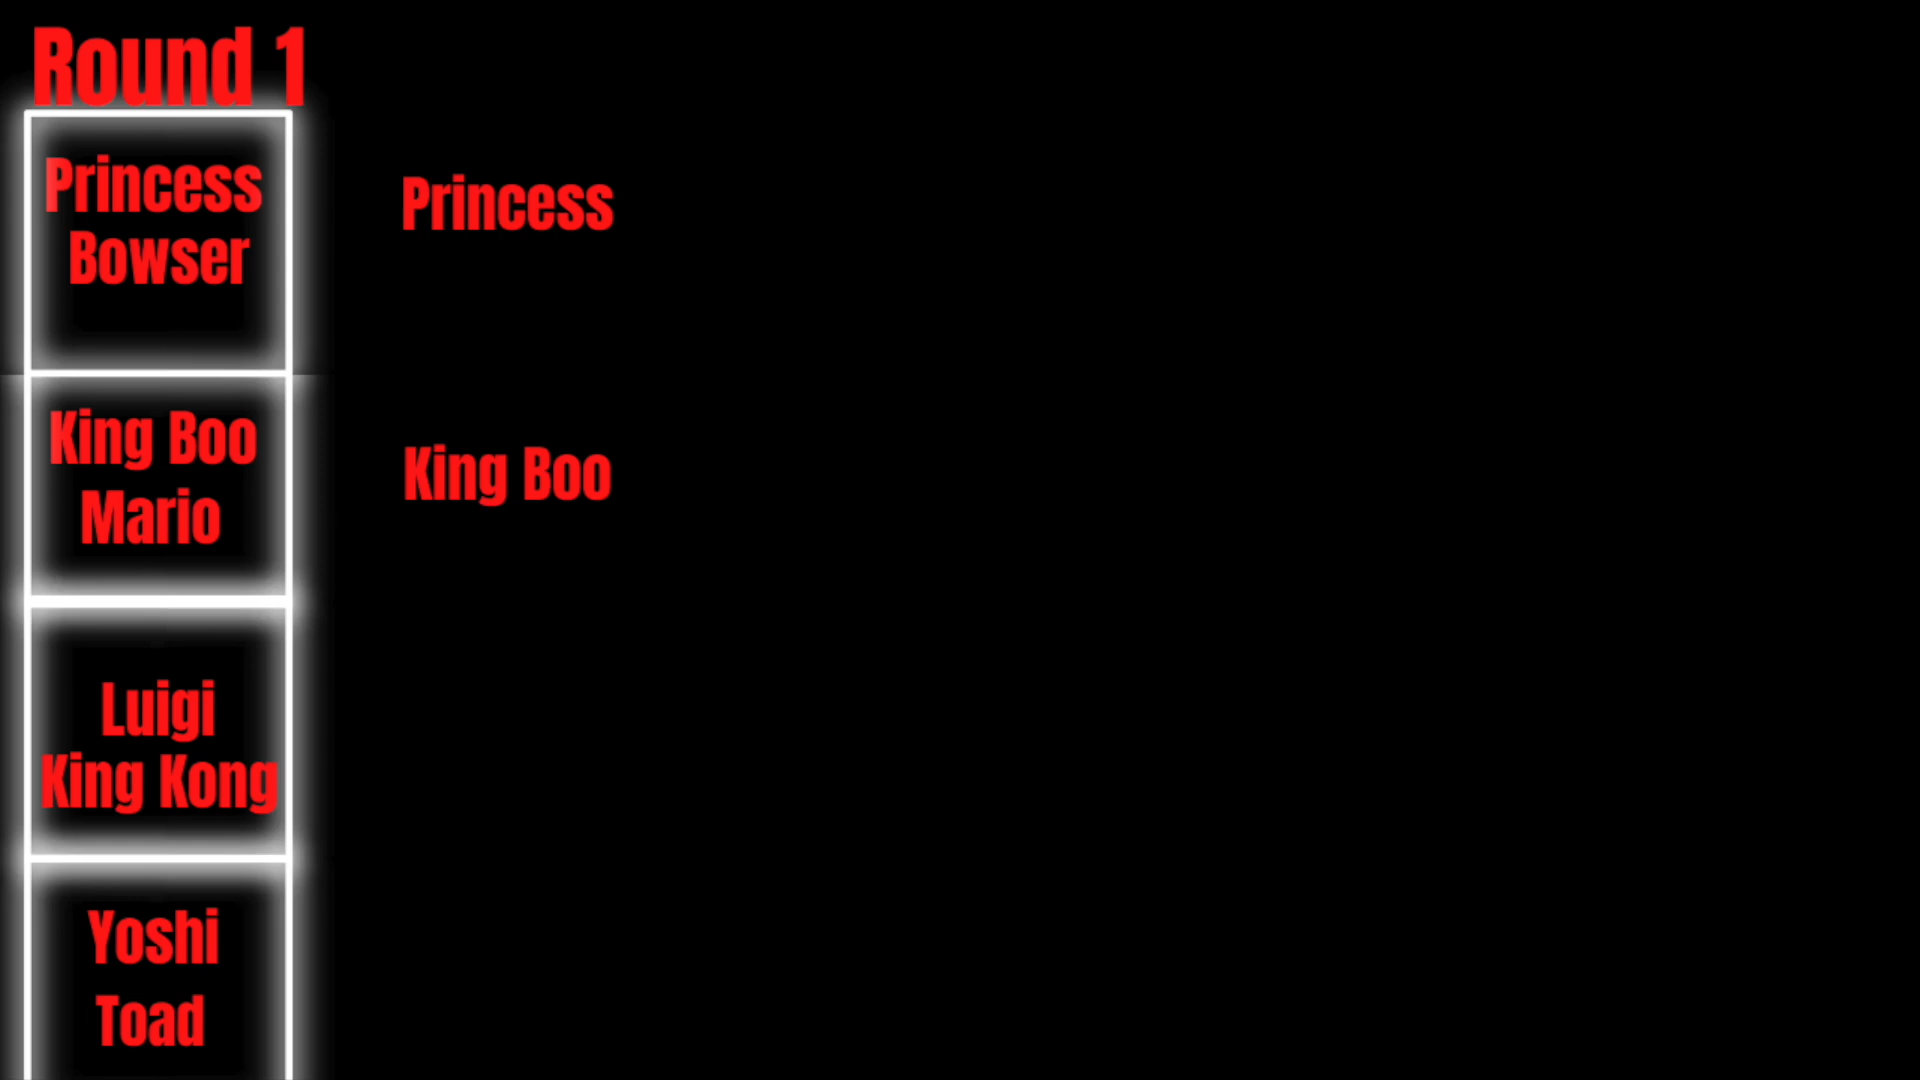 Round 1
Princess
Bowser
Princess
King Boo
Mario
King Boo
Luigi
King Kong
Yoshi
Toad